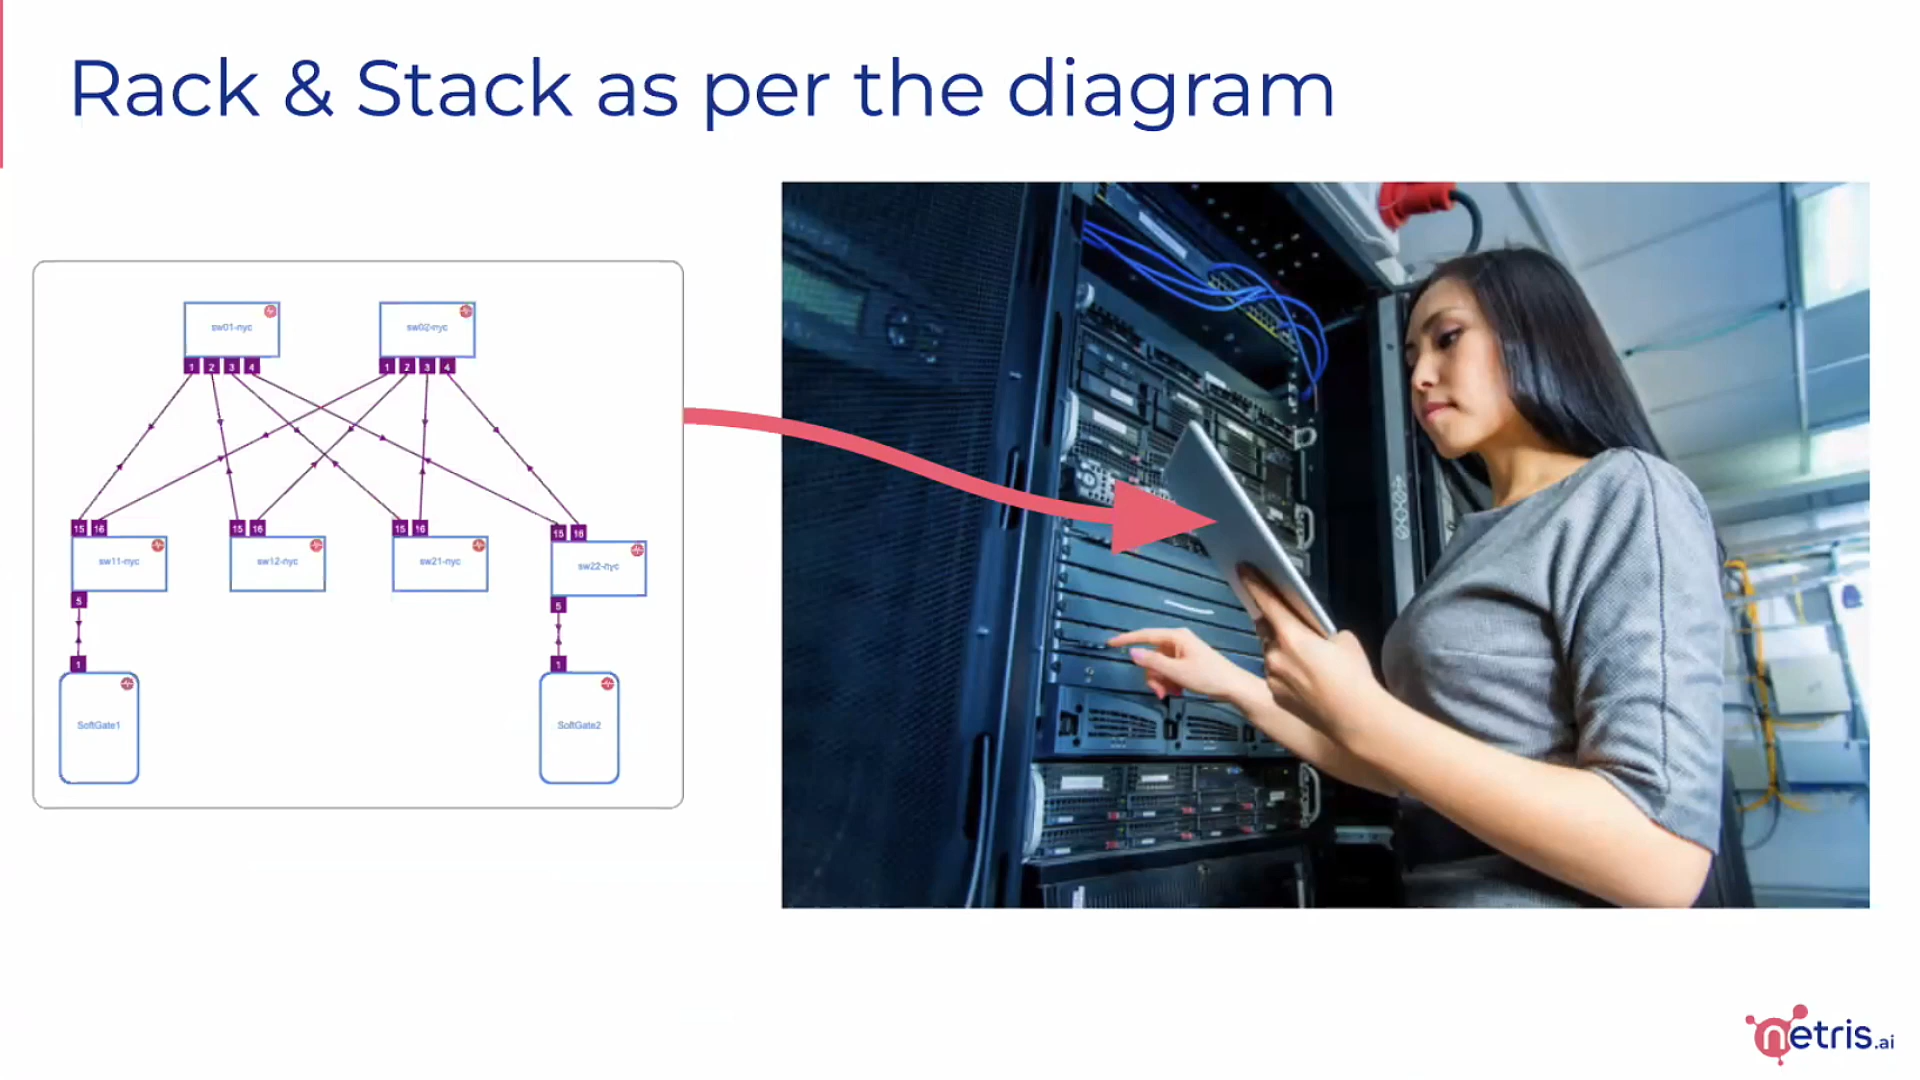 Rack & Stack as per the diagram
sw01-nyc
sw02-nyc
1 2 3 4
1 2 3 4
15 16
15 16
15 16
15 16
sw11-nyc
sw12-nyc
sw21-nyc
sw22-nyc
5
5
1
1
SoftGate1
SoftGate2
netris.ai